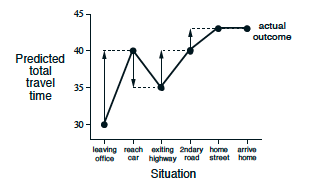 45
actual
outcome
40
Predicted
total
travel
time
35
30
leaving office
reach car
exiting highway
2ndary road
home street
arrive home
Situation